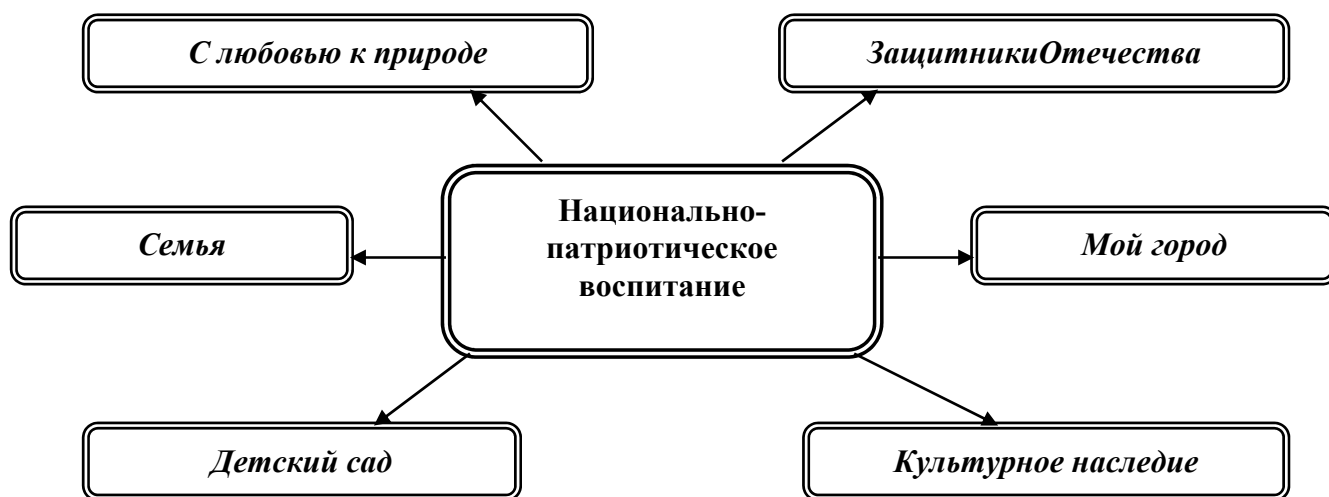 С любовью к природе
ЗащитникиОтечества
Национально-
патриотическое
воспитание
Семья
Мой город
Детский сад
Культурное наследие